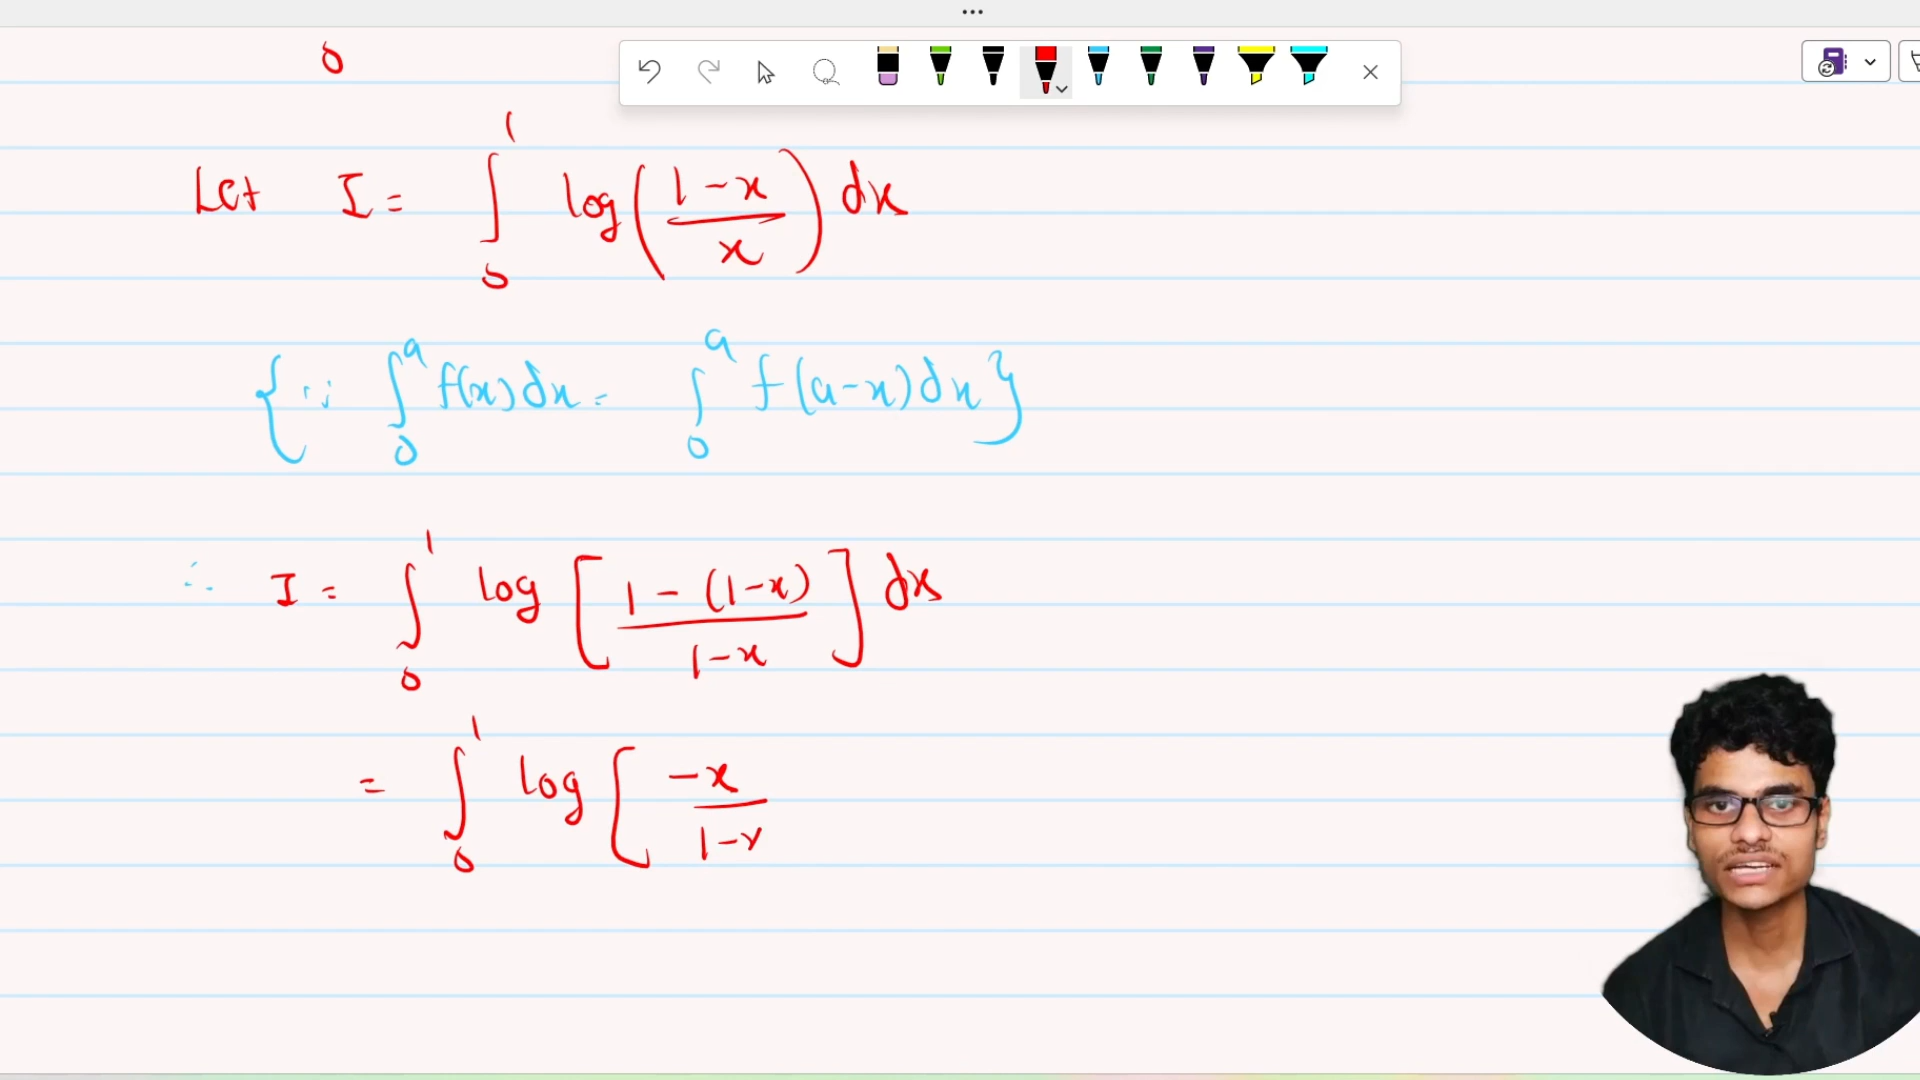 0
Let I = ∫₀¹ log((1-x)/x) dx
{∵ ∫₀ᵃ f(x)dx = ∫₀ᵃ f(a-x)dx}
∴ I = ∫₀¹ log[(1-(1-x))/(1-x)] dx
= ∫₀¹ log[(-x)/(1-x)